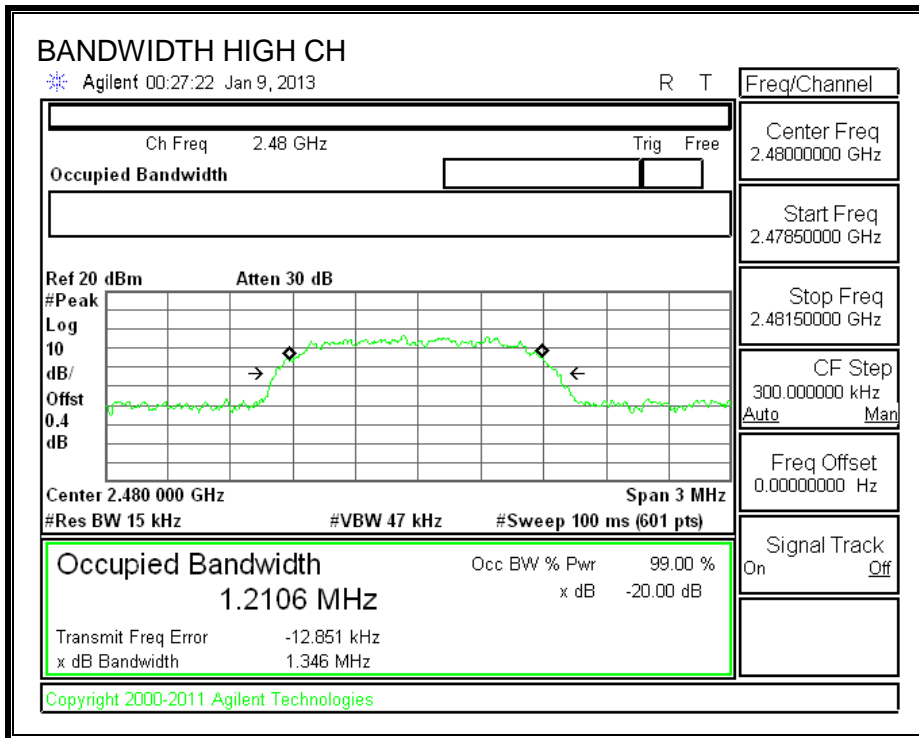 BANDWIDTH HIGH CH
Agilent 00:27:22 Jan 9, 2013 R T
Ch Freq 2.48 GHz Trig Free
Occupied Bandwidth
Ref 20 dBm Atten 30 dB
#Peak
Log
10
dB/
Offst
0.4
dB
Center 2.480 000 GHz Span 3 MHz
#Res BW 15 kHz #VBW 47 kHz #Sweep 100 ms (601 pts)
Occupied Bandwidth Occ BW % Pwr 99.00 %
1.2106 MHz x dB -20.00 dB
Transmit Freq Error -12.851 kHz
x dB Bandwidth 1.346 MHz
Copyright 2000-2011 Agilent Technologies
Freq/Channel
Center Freq
2.48000000 GHz
Start Freq
2.47850000 GHz
Stop Freq
2.48150000 GHz
CF Step
300.000000 kHz
Auto Man
Freq Offset
0.00000000 Hz
Signal Track
On Off